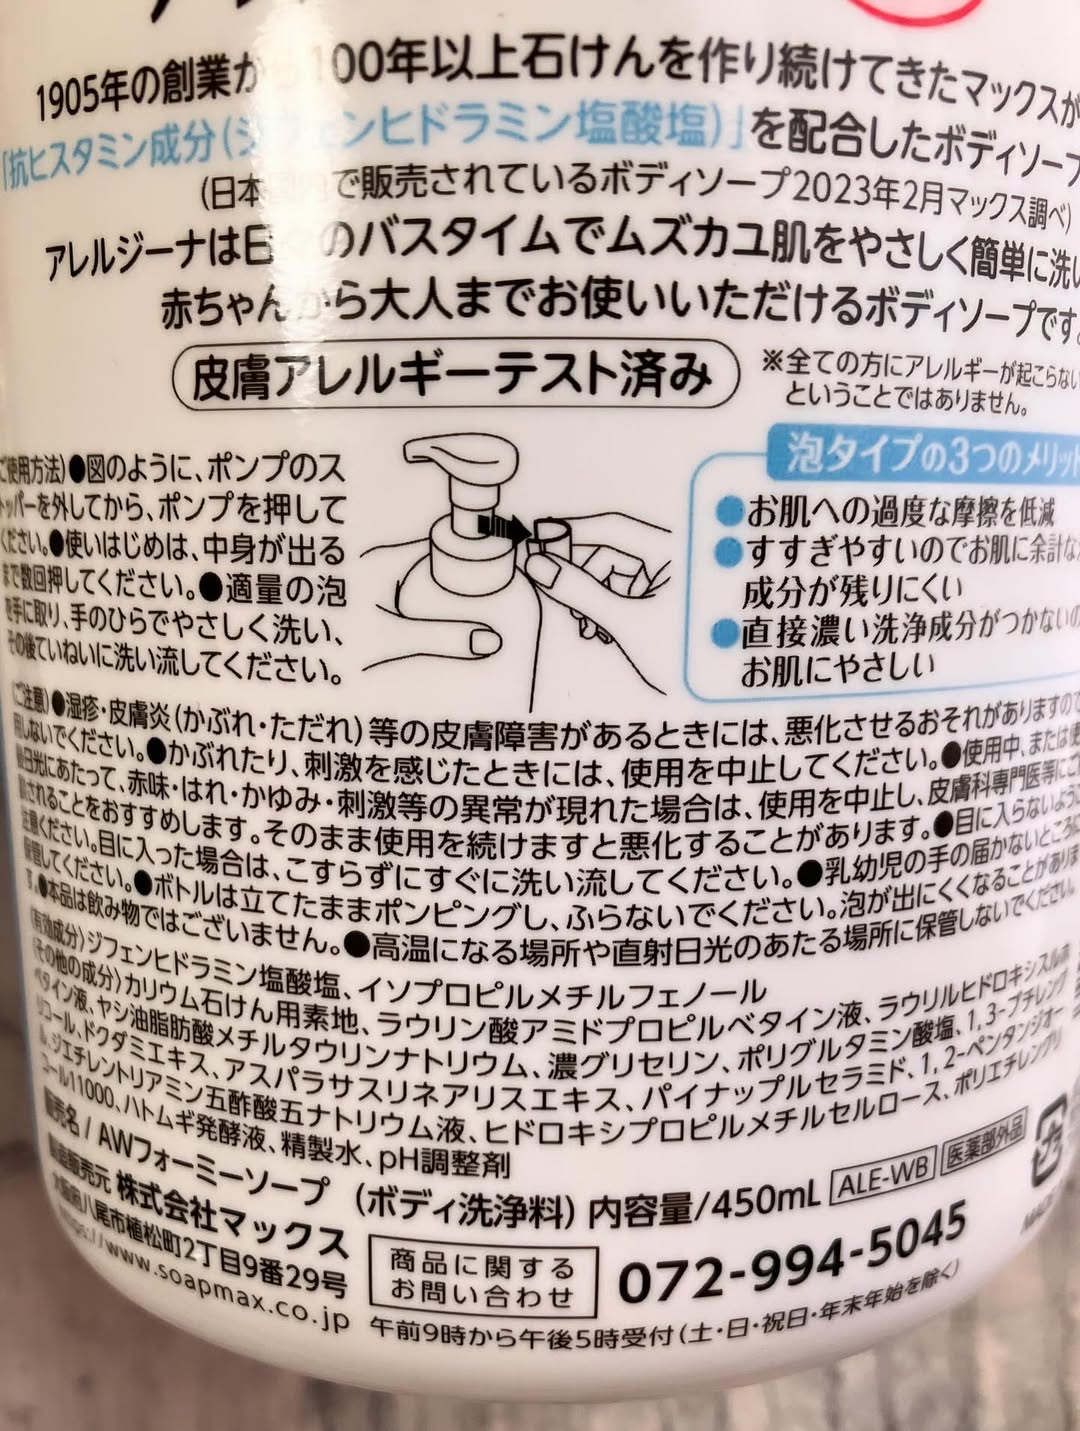 1905年の創業か 100年以上石けんを作り続けてきたマックスが
「抗ヒスタミン成分(ジフェンヒドラミン塩酸塩)」を配合したボディソープ
(日本 で販売されているボディソープ2023年2月マックス調べ)
アレルジーナは日 のバスタイムでムズカユ肌をやさしく簡単に洗い
赤ちゃんから大人までお使いいただけるボディソープです。
皮膚アレルギーテスト済み
※全ての方にアレルギーが起こらない
ということではありません。
ご使用方法)●図のように、ポンプのス
トッパーを外してから、ポンプを押して
ください。●使いはじめは、中身が出る
まで数回押してください。●適量の泡
を手に取り、手のひらでやさしく洗い、
その後ていねいに洗い流してください。
泡タイプの3つのメリット
●お肌への過度な摩擦を低減
●すすぎやすいのでお肌に余計な
成分が残りにくい
●直接濃い洗浄成分がつかないの
お肌にやさしい
(ご注意)●湿疹・皮膚炎(かぶれ・ただれ)等の皮膚障害があるときには、悪化させるおそれがありますので
用しないでください。●かぶれたり、刺激を感じたときには、使用を中止してください。●使用中、または使
日光にあたって、赤味・はれ・かゆみ・刺激等の異常が現れた場合は、使用を中止し、皮膚科専門医等にご
されることをおすすめします。そのまま使用を続けますと悪化することがあります。●目に入らないように
注意ください。目に入った場合は、こすらずにすぐに洗い流してください。●乳幼児の手の届かないところに
保管してください。●ボトルは立てたままポンピングし、ふらないでください。泡が出にくくなることがありま
す。●本品は飲み物ではございません。●高温になる場所や直射日光のあたる場所に保管しないでください。
(有効成分)ジフェンヒドラミン塩酸塩、イソプロピルメチルフェノール
(その他の成分)カリウム石けん用素地、ラウリン酸アミドプロピルベタイン液、ラウリルヒドロキシスルホ
ベタイン液、ヤシ油脂肪酸メチルタウリンナトリウム、濃グリセリン、ポリグルタミン酸塩、1,3-ブチレング
リコール、ドクダミエキス、アスパラサスリネアリスエキス、パイナップルセラミド、1,2-ペンタンジオー
ル、ジエチレントリアミン五酢酸五ナトリウム液、ヒドロキシプロピルメチルセルロース、ポリエチレングリ
コール11000、ハトムギ発酵液、精製水、pH調整剤
販売名/AWフォーミーソープ (ボディ洗浄料) 内容量/450mL ALE-WB 医薬部外品
製造販売元 株式会社マックス
大阪府八尾市植松町2丁目9番29号
https://www.soapmax.co.jp
商品に関する
お問い合わせ
072-994-5045
午前9時から午後5時受付(土・日・祝日・年末年始を除く)